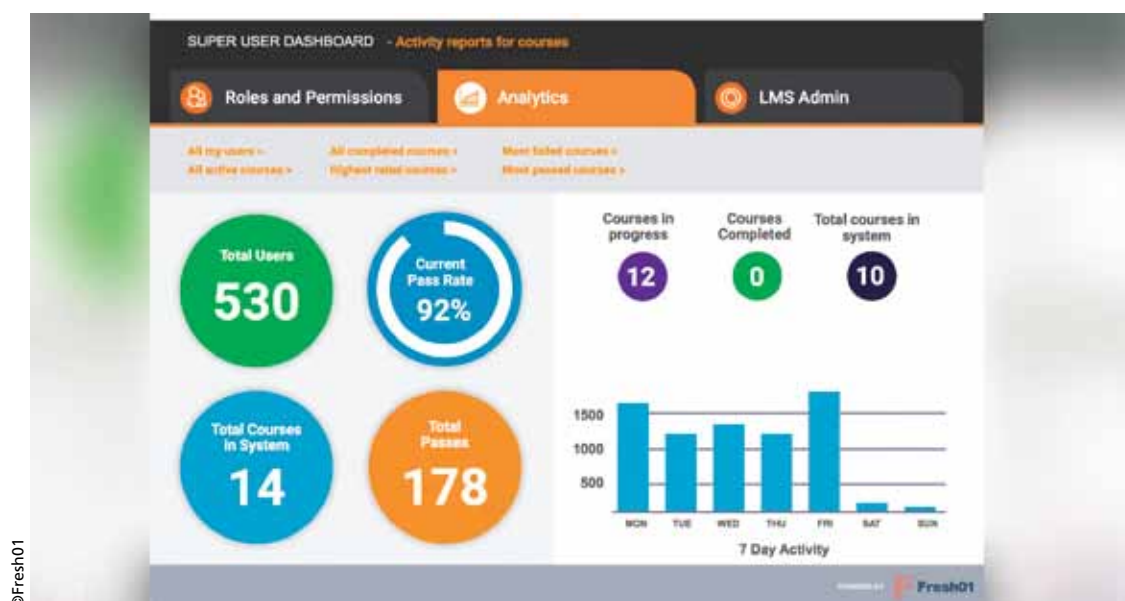 SUPER USER DASHBOARD - Activity reports for courses
Roles and Permissions
Analytics
LMS Admin
All my users >
All completed courses >
Most failed courses >
All active courses >
Highest rated courses >
Most passed courses >
Total Users
530
Current
Pass Rate
92%
Total Courses
in System
14
Total
Passes
178
Courses in
progress
12
Courses
Completed
0
Total courses in
system
10
1500
1000
500
MON TUE WED THU FRI SAT SUN
7 Day Activity
Fresh01
©Fresh01